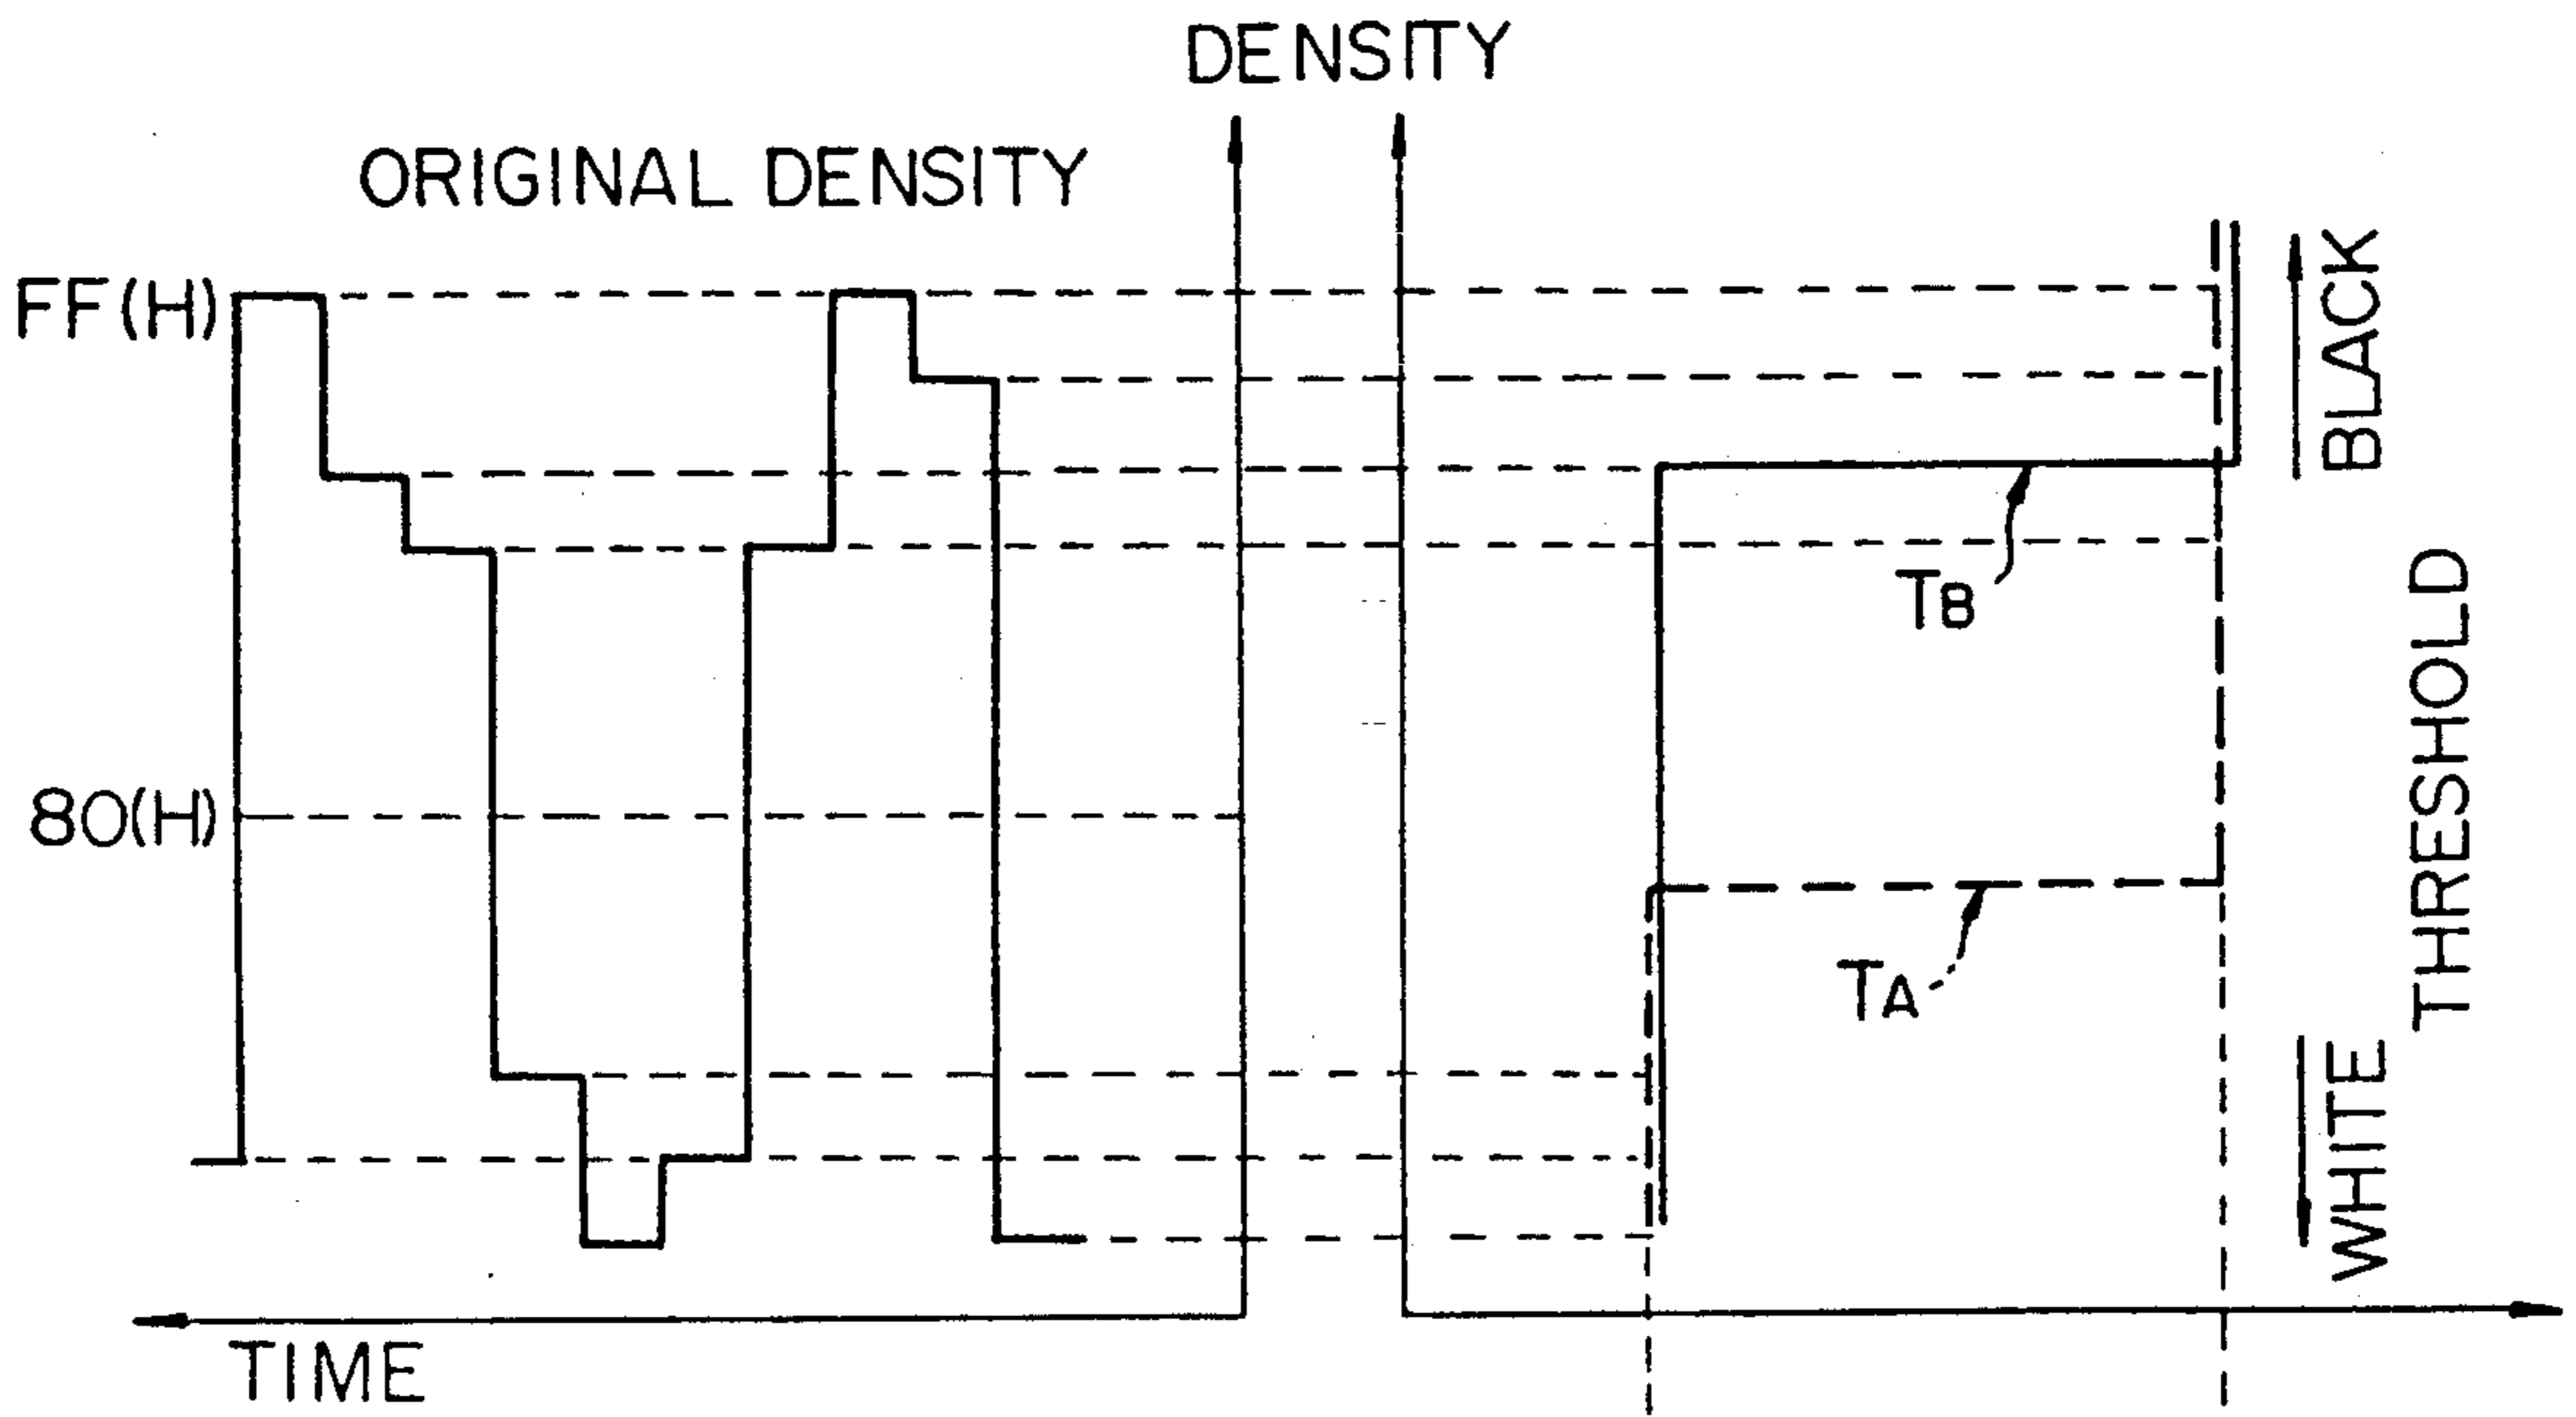 DENSITY
ORIGINAL DENSITY
FF(H)
80(H)
TIME
TB
TA
BLACK
THRESHOLD
WHITE